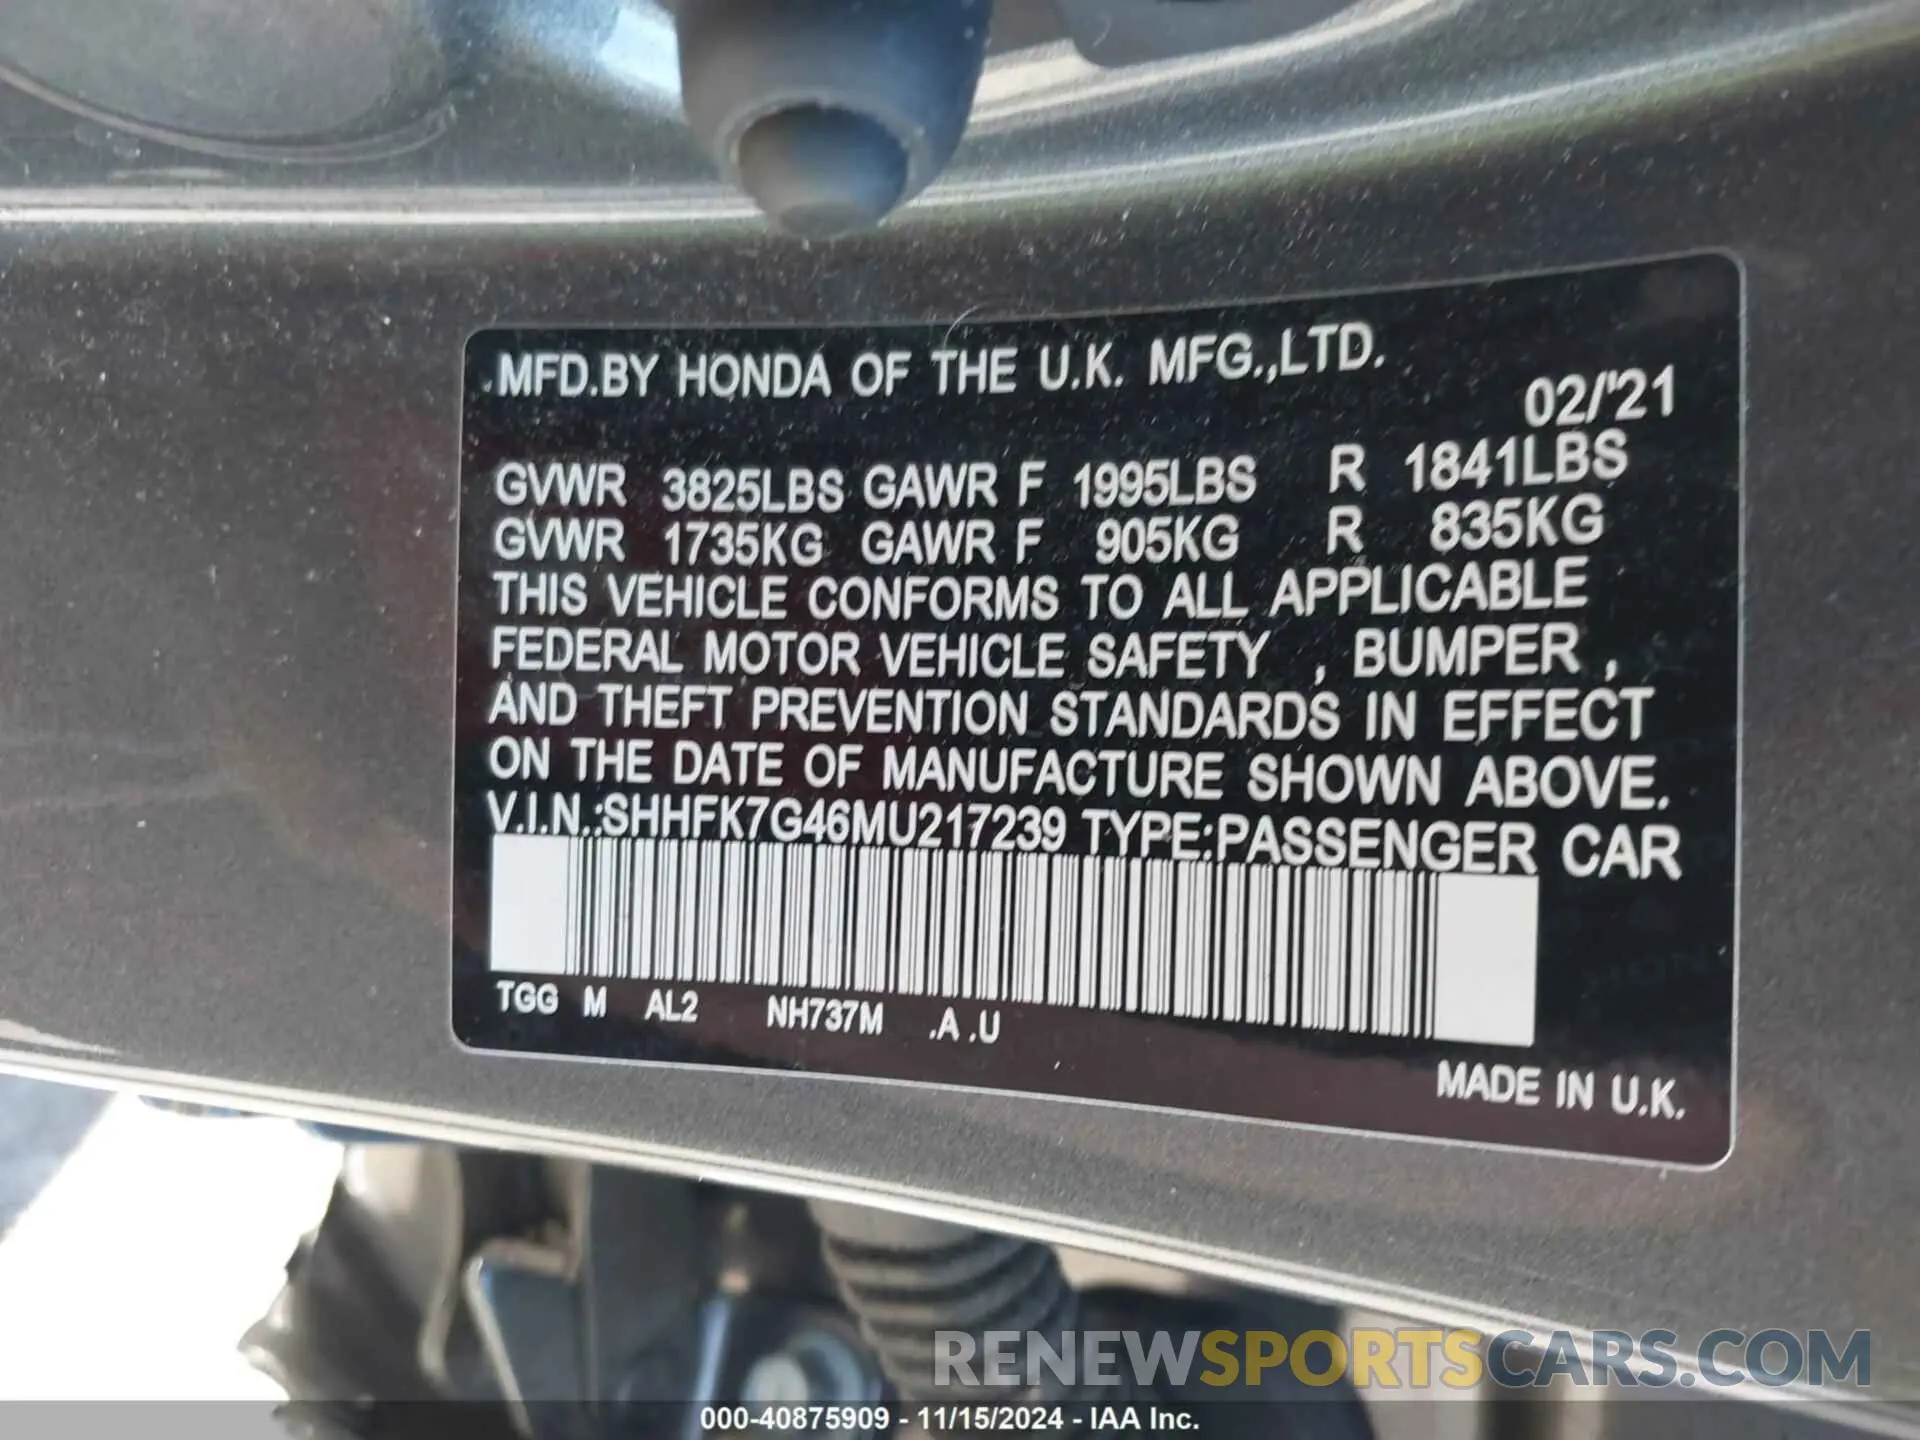 MFD.BY HONDA OF THE U.K. MFG.,LTD.
02/'21
GVWR 3825LBS GAWR F 1995LBS R 1841LBS
GVWR 1735KG GAWR F 905KG R 835KG
THIS VEHICLE CONFORMS TO ALL APPLICABLE
FEDERAL MOTOR VEHICLE SAFETY , BUMPER ,
AND THEFT PREVENTION STANDARDS IN EFFECT
ON THE DATE OF MANUFACTURE SHOWN ABOVE.
V.I.N.:SHHFK7G46MU217239 TYPE:PASSENGER CAR
TGG M AL2 NH737M .A .U
MADE IN U.K.
RENEWSPORTSCARS.COM
000-40875909 - 11/15/2024 - IAA Inc.